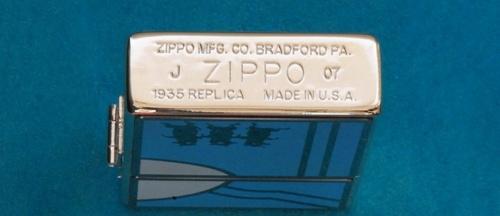 ZIPPO MFG. CO. BRADFORD PA.
J ZIPPO 07
1935 REPLICA MADE IN U.S.A.